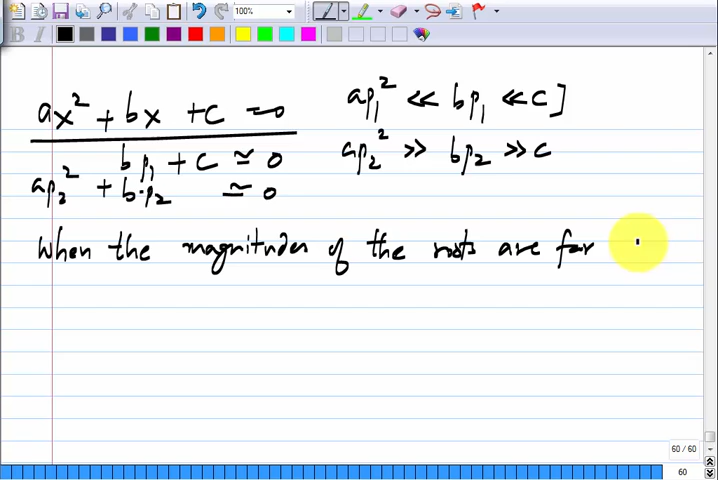 100%
B
ax² + bx + c = 0
ap₁² << bp₁ << c]
bp₁ + c ≅ 0
ap₂² >> bp₂ >> c
ap₂² + b·p₂ ≅ 0
When the magnitudes of the roots are far
60 / 60
60